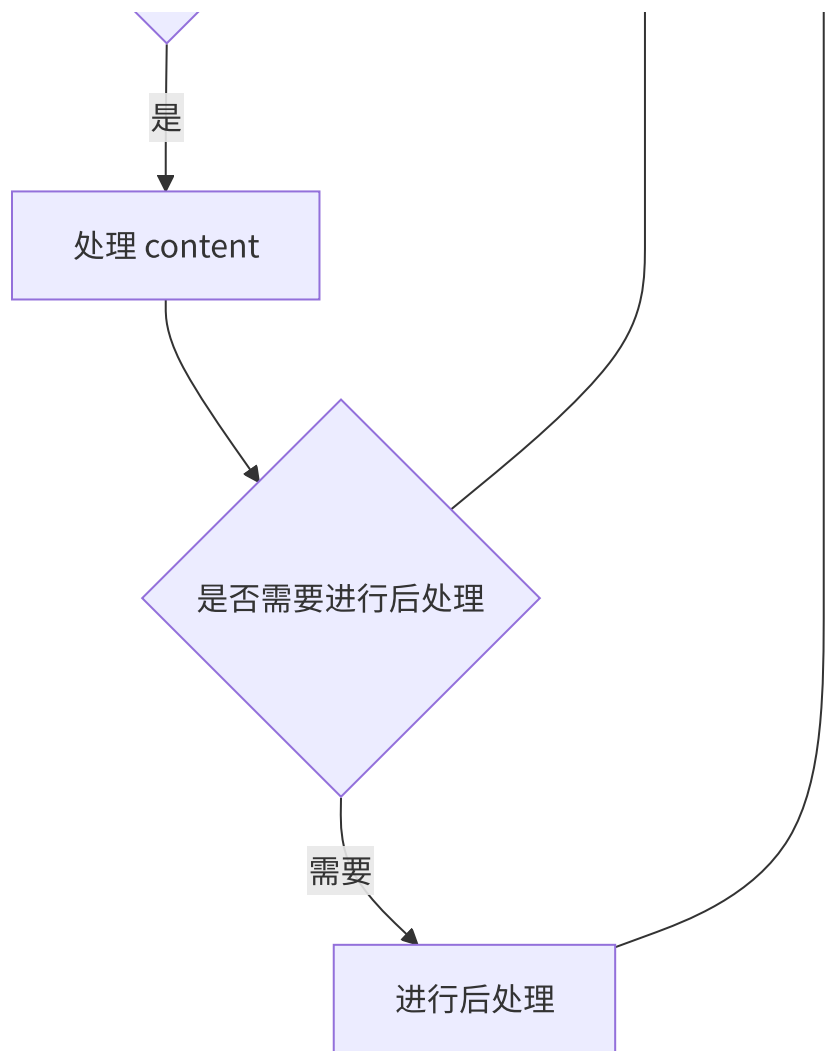 是
处理 content
是否需要进行后处理
需要
进行后处理